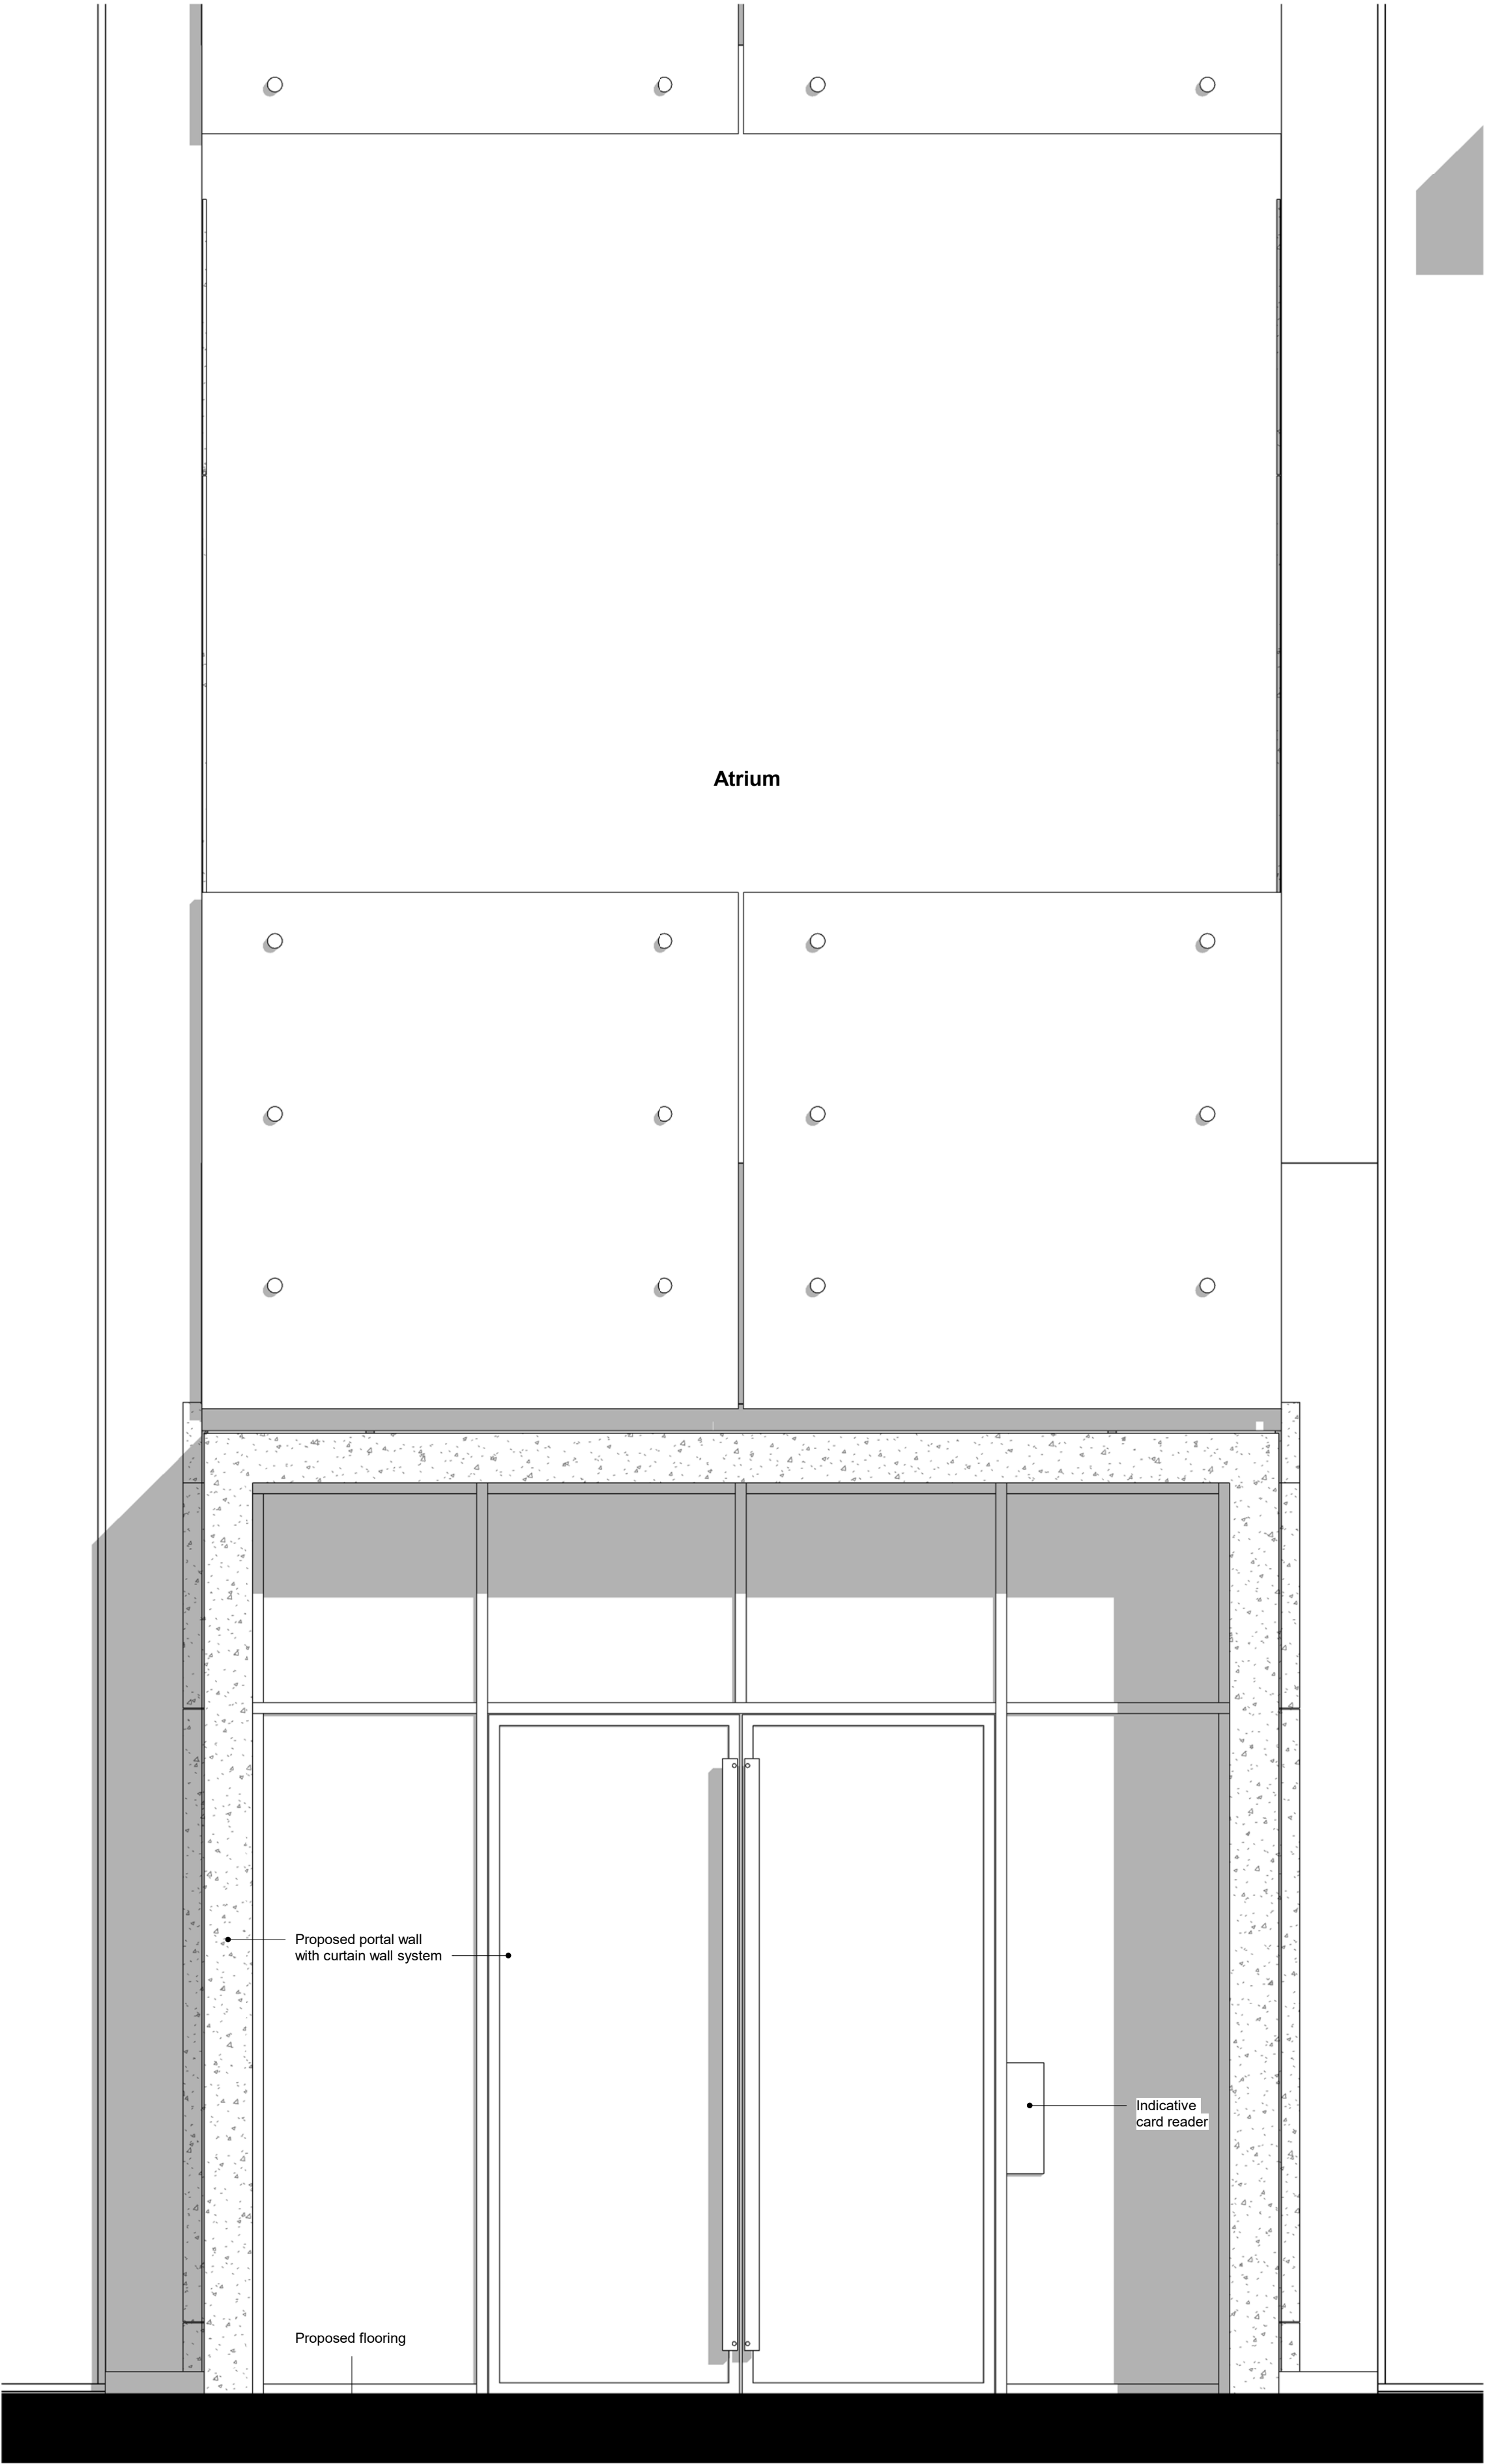 Atrium
Proposed portal wall
with curtain wall system
Indicative
card reader
Proposed flooring